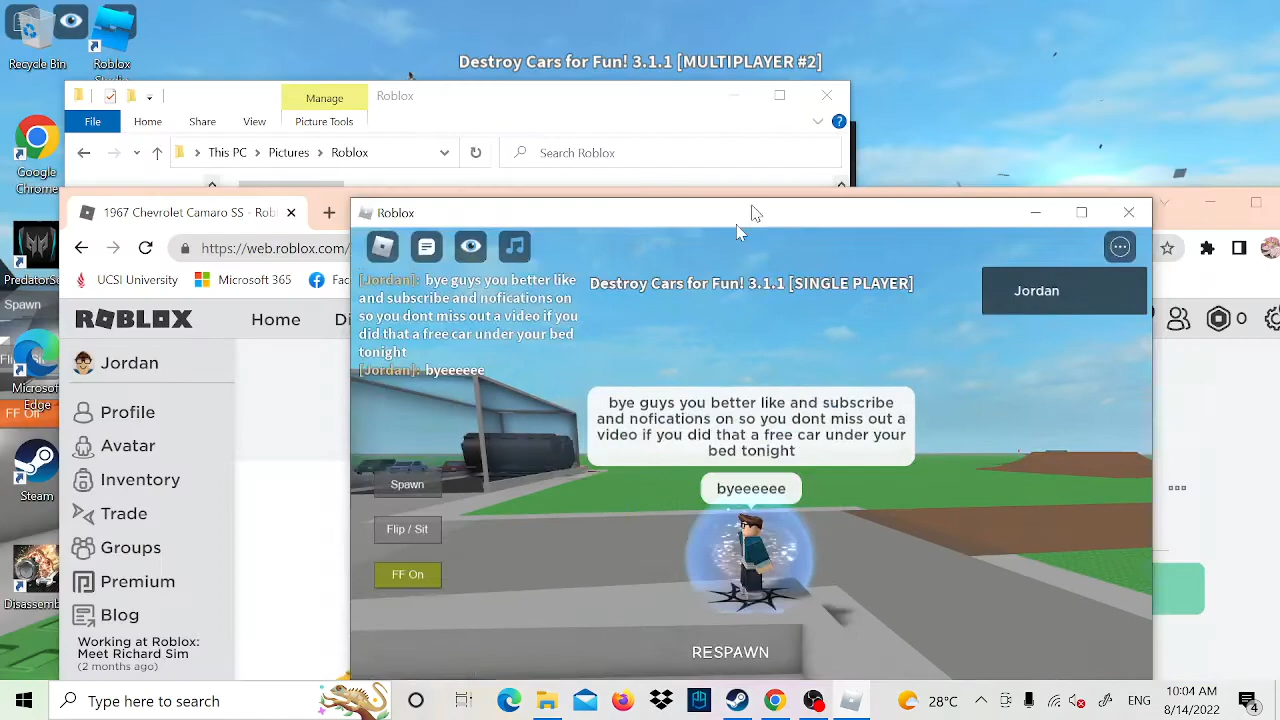 Destroy Cars for Fun! 3.1.1 [MULTIPLAYER #2]
Recycle Bin
Roblox
Manage
Roblox
File
Home
Share
View
Picture Tools
This PC
Pictures
Roblox
Search Roblox
Google
Chrome
1967 Chevrolet Camaro SS - Rob
Roblox
https://web.roblox.com/
UCSI University
Microsoft 365
[Jordan]: bye guys you better like
and subscribe and nofications on
so you dont miss out a video if you
did that a free car under your bed
tonight
[Jordan]: byeeeeee
Destroy Cars for Fun! 3.1.1 [SINGLE PLAYER]
Jordan
ROBLOX
Home
0
Spawn
Microsoft
Edge
FF On
Steam
Jordan
Profile
Avatar
Inventory
Trade
Groups
Premium
Blog
Working at Roblox:
Meet Richard Sim
(2 months ago)
bye guys you better like and subscribe
and nofications on so you dont miss out a
video if you did that a free car under your
bed tonight
byeeeeee
Spawn
Flip / Sit
FF On
RESPAWN
Type here to search
28°C
ENG
10:04 AM
8/14/2022
4